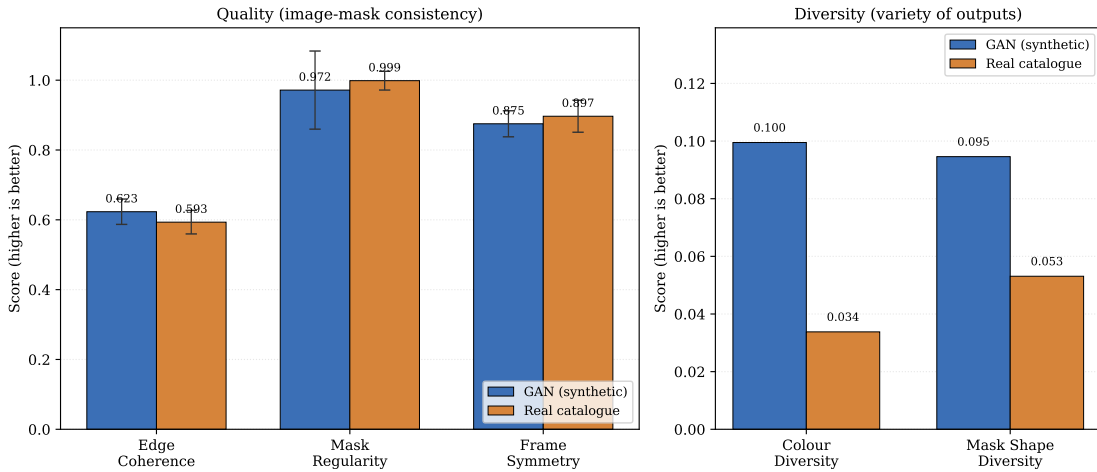 Quality (image-mask consistency)
Score (higher is better)
1.0
0.8
0.6
0.4
0.2
0.0
0.623
0.593
0.972
0.999
0.875
0.897
GAN (synthetic)
Real catalogue
Edge
Coherence
Mask
Regularity
Frame
Symmetry
Diversity (variety of outputs)
Score (higher is better)
0.12
0.10
0.08
0.06
0.04
0.02
0.00
GAN (synthetic)
Real catalogue
0.100
0.034
0.095
0.053
Colour
Diversity
Mask Shape
Diversity